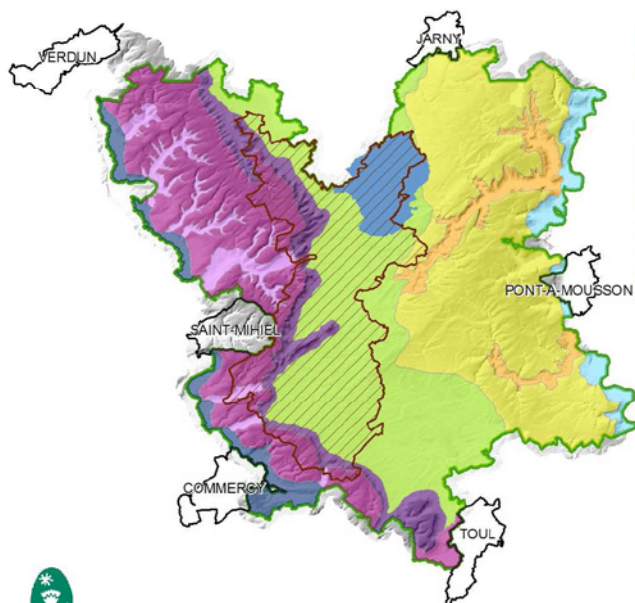 VERDUN
JARNY
PONT-A-MOUSSON
SAINT-MIHIEL
COMMERCY
TOUL